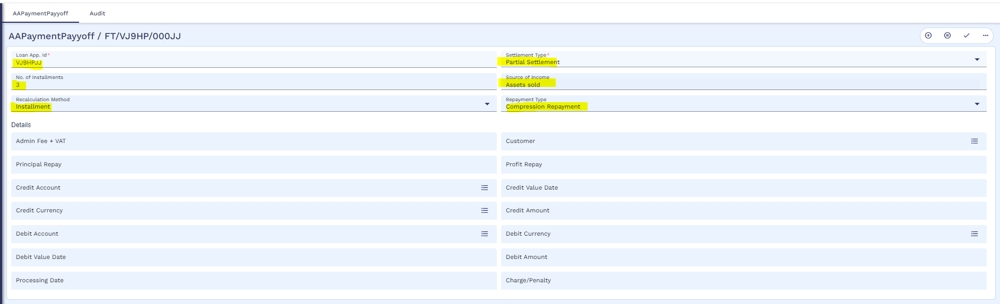 AAPaymentPayyoff Audit
AAPaymentPayyoff / FT/VJ9HP/000JJ
Loan App. Id*
VJ9HPJJ
Settlement Type*
Partial Settlement
No. of Installments
3
Source of Income
Assets sold
Recalculation Method
Installment
Repayment Type
Compression Repayment
Details
Admin Fee + VAT
Customer
Principal Repay
Profit Repay
Credit Account
Credit Value Date
Credit Currency
Credit Amount
Debit Account
Debit Currency
Debit Value Date
Debit Amount
Processing Date
Charge/Penalty